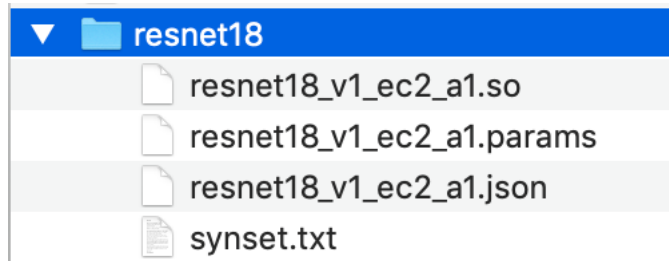 resnet18
resnet18_v1_ec2_a1.so
resnet18_v1_ec2_a1.params
resnet18_v1_ec2_a1.json
synset.txt